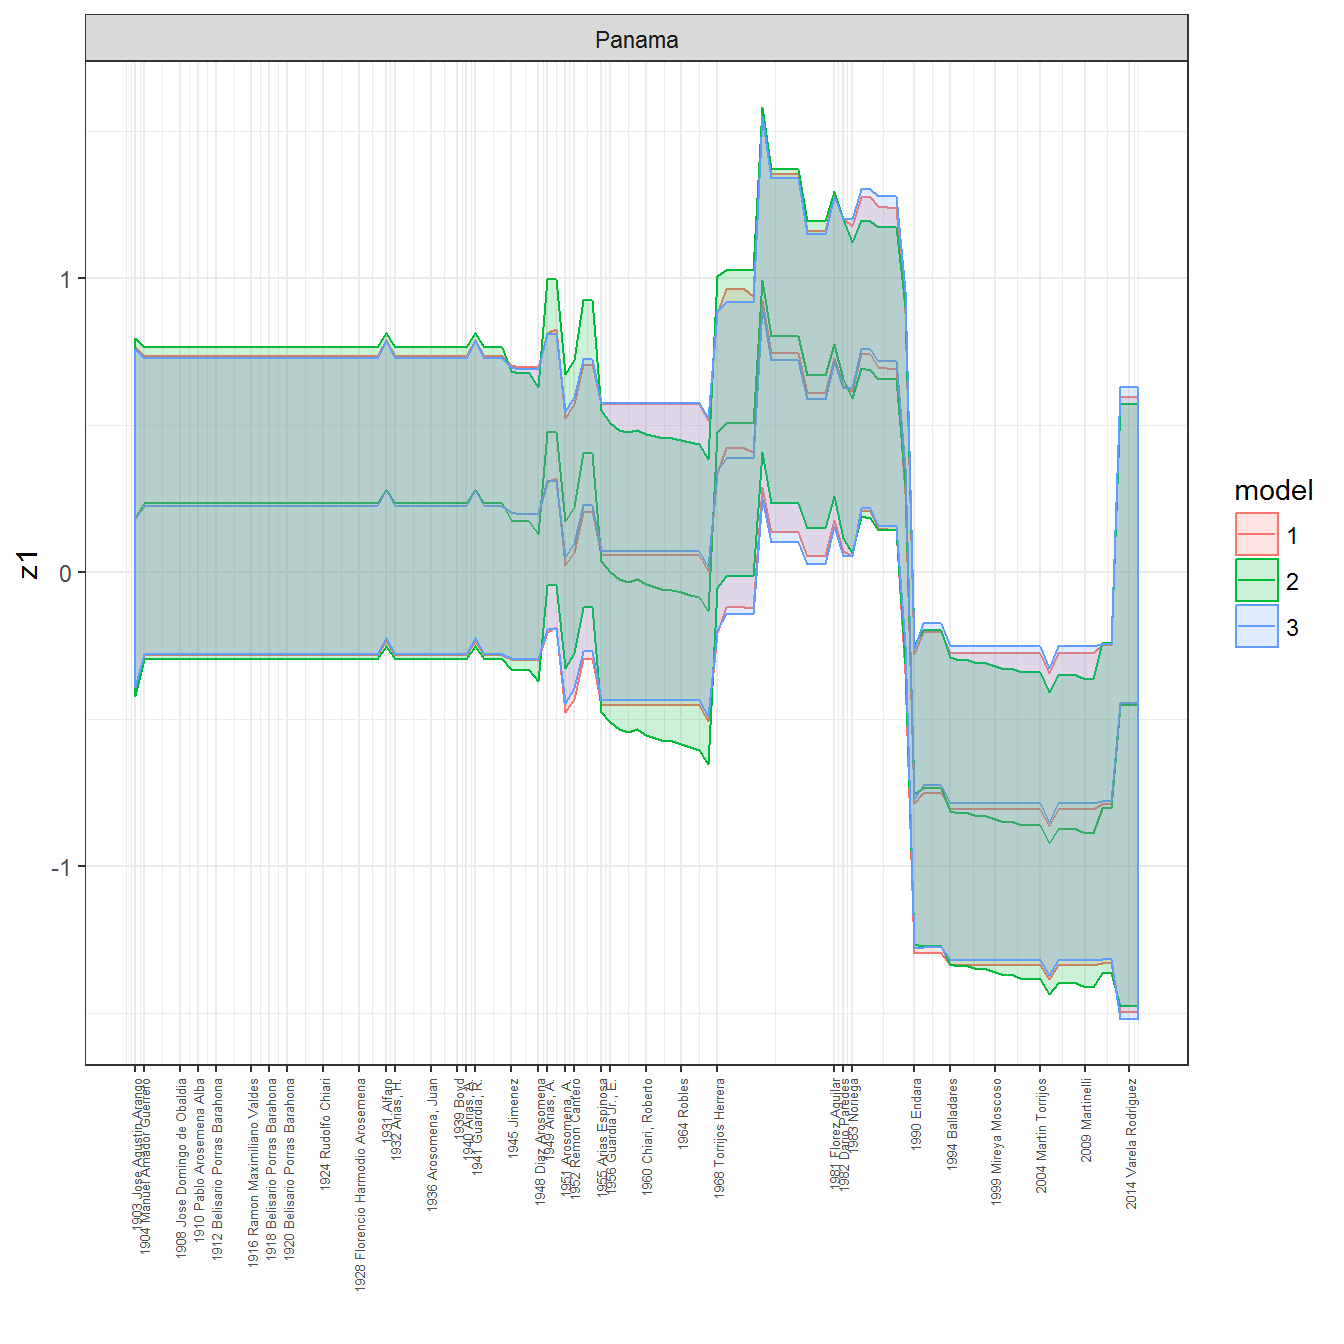 Panama
z1
1
0
-1
model
1
2
3
1903 Jose Agustin Arango
1904 Manuel Amador Guerrero
1908 Jose Domingo de Obaldia
1910 Pablo Arosemena Alba
1912 Belisario Porras Barahona
1916 Ramon Maximiliano Valdes
1918 Belisario Porras Barahona
1920 Belisario Porras Barahona
1924 Rudolfo Chiari
1928 Florencio Harmodio Arosemena
1931 Alfaro
1932 Arias, H.
1936 Arosomena, Juan
1939 Boyd
1940 Arias, A.
1941 Guardia, R.
1945 Jimenez
1948 Diaz Arosomena
1949 Arias, A.
1951 Arosomena, A.
1952 Remon Cantero
1955 Arias Espinosa
1956 Guardia Jr., E.
1960 Chiari, Roberto
1964 Robles
1968 Torrijos Herrera
1981 Florez Aguilar
1982 Dario Paredes
1983 Noriega
1990 Endara
1994 Balladares
1999 Mireya Moscoso
2004 Martin Torrijos
2009 Martinelli
2014 Varela Rodriguez